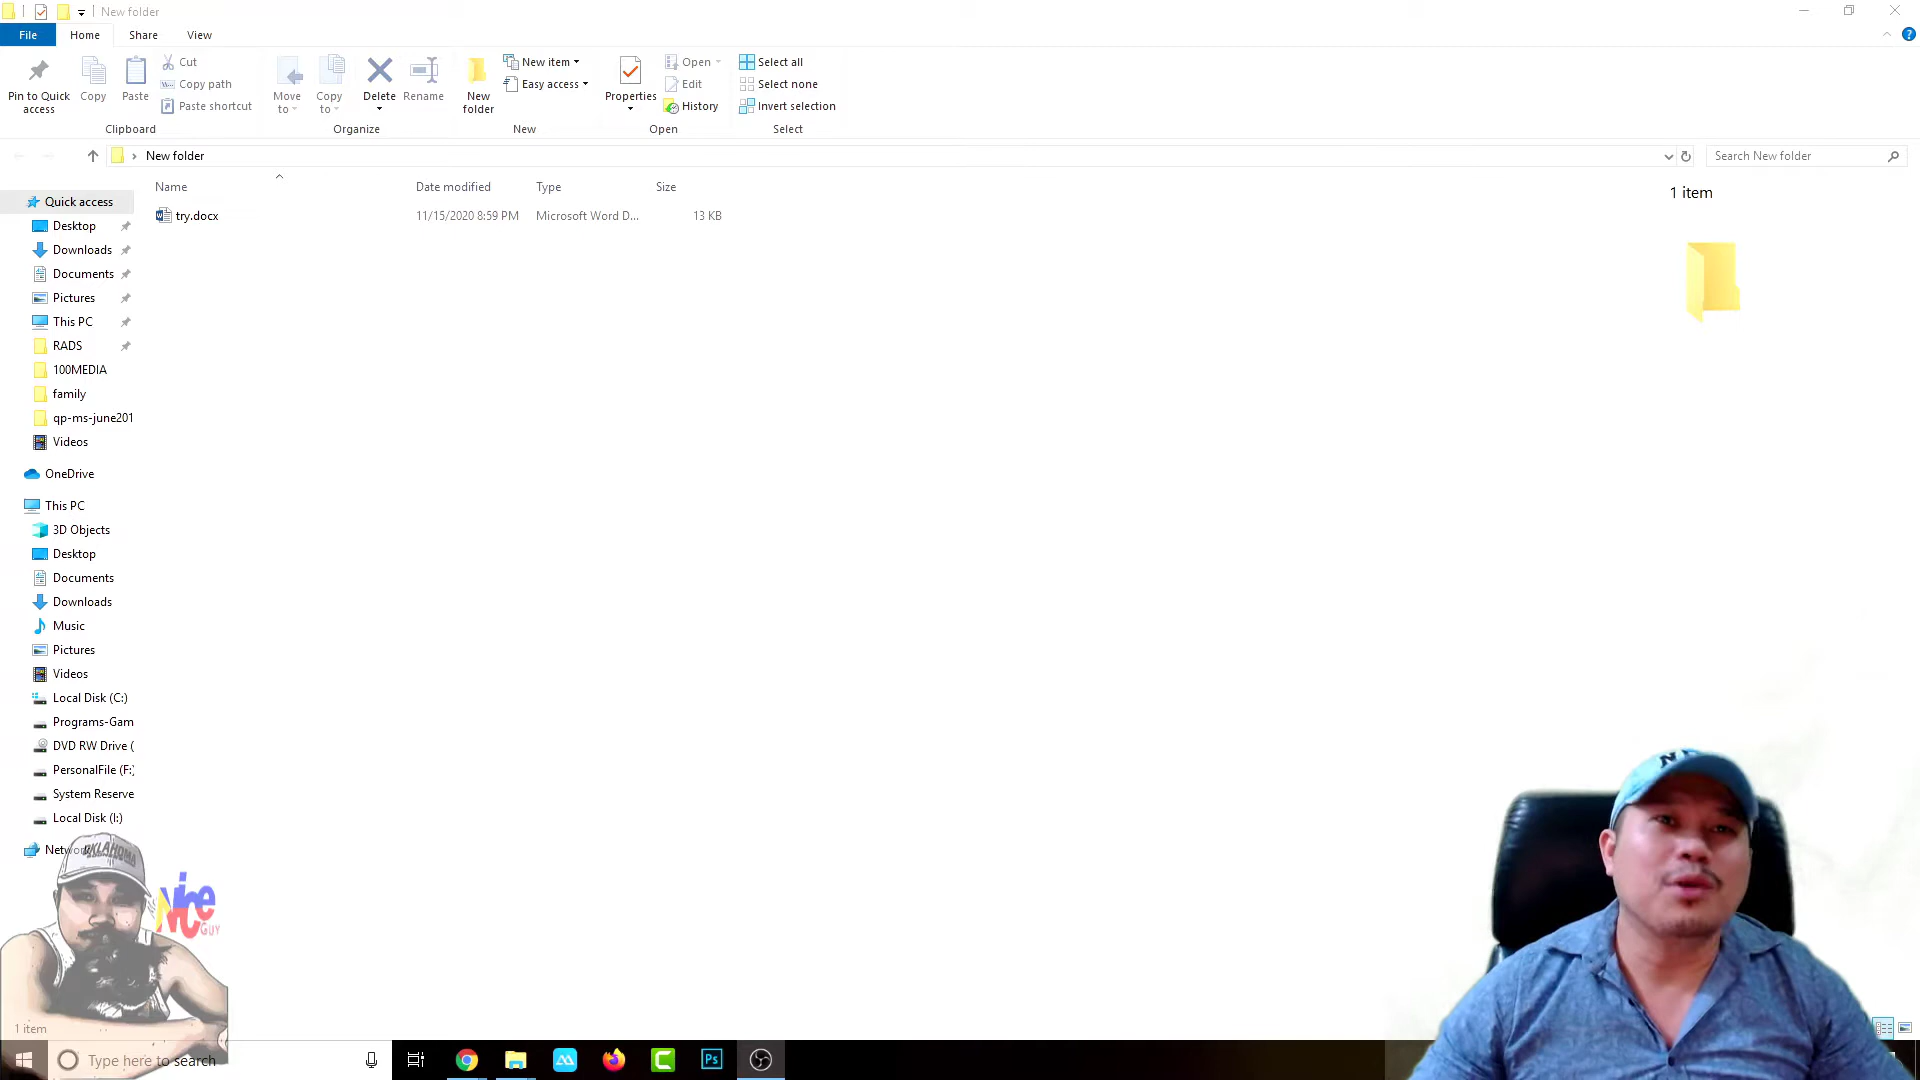 New folder
File Home Share View
Pin to Quick access
Copy
Paste
Cut
Copy path
Paste shortcut
Clipboard
Move to
Copy to
Delete
Rename
Organize
New folder
New item
Easy access
New
Properties
Open
Edit
History
Open
Select all
Select none
Invert selection
Select
New folder
Search New folder
Name Date modified Type Size
try.docx 11/15/2020 8:59 PM Microsoft Word D... 13 KB
1 item
Quick access
Desktop
Downloads
Documents
Pictures
This PC
RADS
100MEDIA
family
qp-ms-june201
Videos
OneDrive
This PC
3D Objects
Desktop
Documents
Downloads
Music
Pictures
Videos
Local Disk (C:)
Programs-Gam
DVD RW Drive (
PersonalFile (F:)
System Reserve
Local Disk (I:)
Netwo
OKLAHOMA
Nice
GUY
1 item
Type here to search
Ps